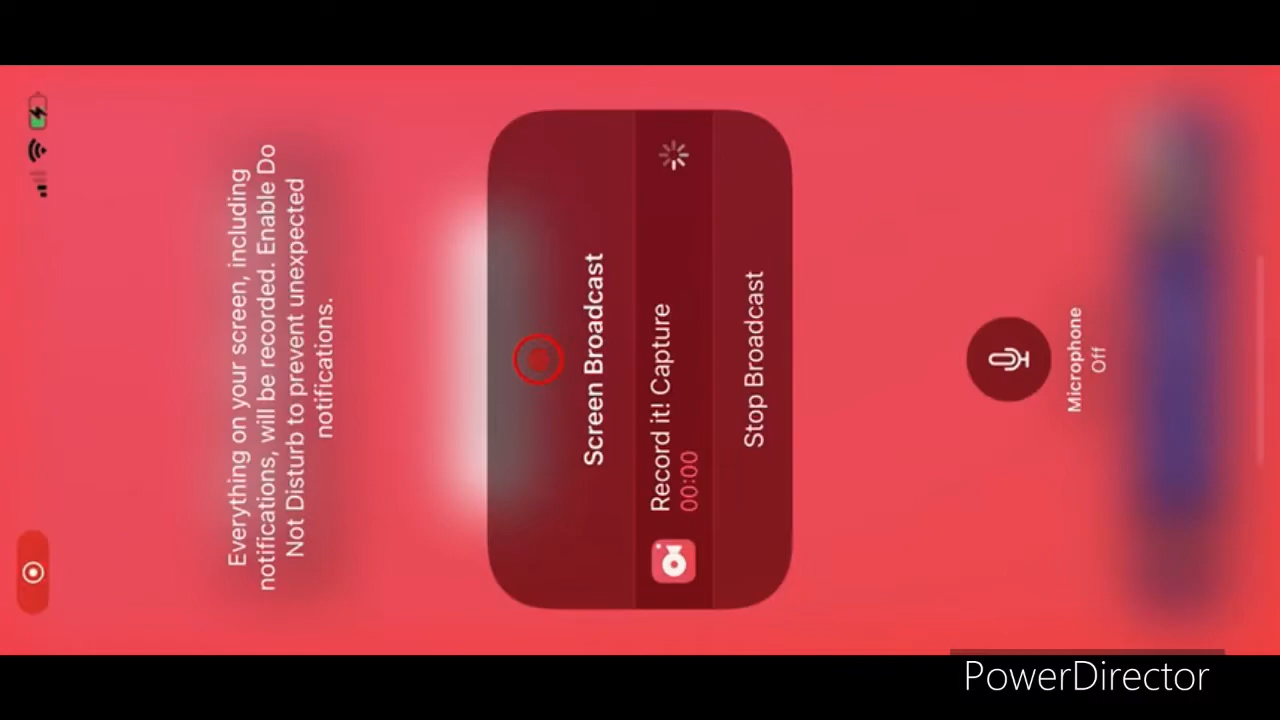 Everything on your screen, including
notifications, will be recorded. Enable Do
Not Disturb to prevent unexpected
notifications.
Screen Broadcast
Record it! Capture
00:00
Stop Broadcast
Microphone
Off
PowerDirector